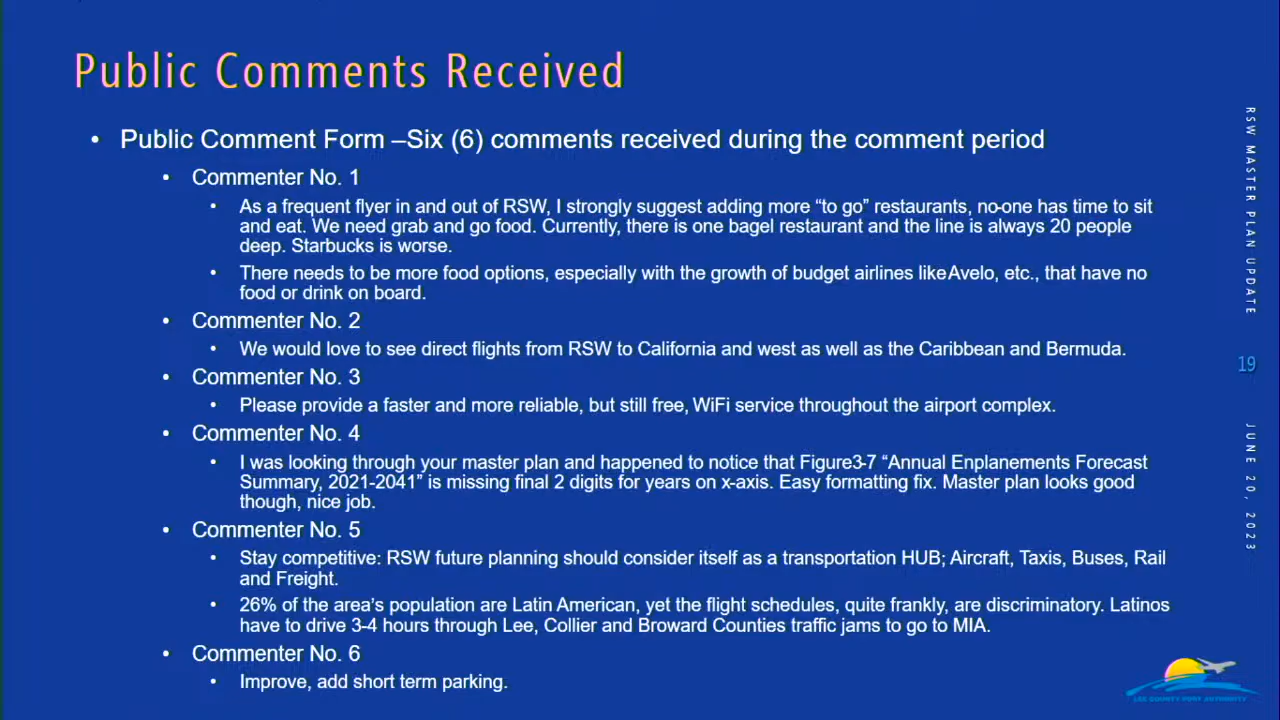 Public Comments Received
• Public Comment Form –Six (6) comments received during the comment period
• Commenter No. 1
• As a frequent flyer in and out of RSW, I strongly suggest adding more “to go” restaurants, no-one has time to sit
and eat. We need grab and go food. Currently, there is one bagel restaurant and the line is always 20 people
deep. Starbucks is worse.
• There needs to be more food options, especially with the growth of budget airlines likeAvelo, etc., that have no
food or drink on board.
• Commenter No. 2
• We would love to see direct flights from RSW to California and west as well as the Caribbean and Bermuda.
• Commenter No. 3
• Please provide a faster and more reliable, but still free, WiFi service throughout the airport complex.
• Commenter No. 4
• I was looking through your master plan and happened to notice that Figure3-7 “Annual Enplanements Forecast
Summary, 2021-2041” is missing final 2 digits for years on x-axis. Easy formatting fix. Master plan looks good
though, nice job.
• Commenter No. 5
• Stay competitive: RSW future planning should consider itself as a transportation HUB; Aircraft, Taxis, Buses, Rail
and Freight.
• 26% of the area’s population are Latin American, yet the flight schedules, quite frankly, are discriminatory. Latinos
have to drive 3-4 hours through Lee, Collier and Broward Counties traffic jams to go to MIA.
• Commenter No. 6
• Improve, add short term parking.
RSW MASTER PLAN UPDATE
19
JUNE 20, 2023
LEE COUNTY PORT AUTHORITY